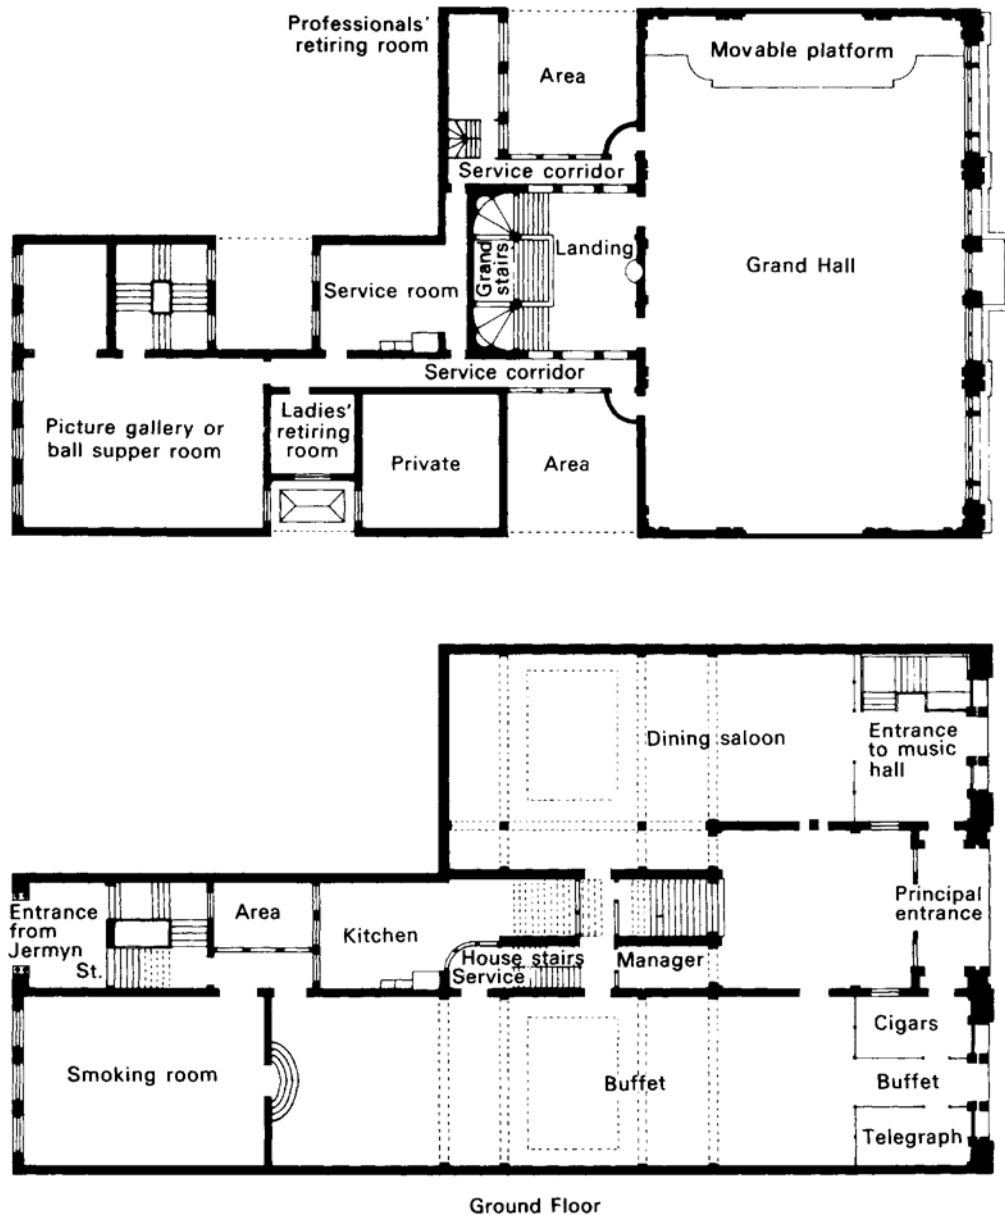 Professionals'
retiring room
Area
Movable platform
Service corridor
Grand
stairs
Landing
Grand Hall
Service room
Service corridor
Picture gallery or
ball supper room
Ladies'
retiring
room
Private
Area
Dining saloon
Entrance
to music
hall
Entrance
from
Jermyn
St.
Area
Kitchen
Principal
entrance
House stairs
Service
Manager
Smoking room
Buffet
Cigars
Buffet
Telegraph
Ground Floor